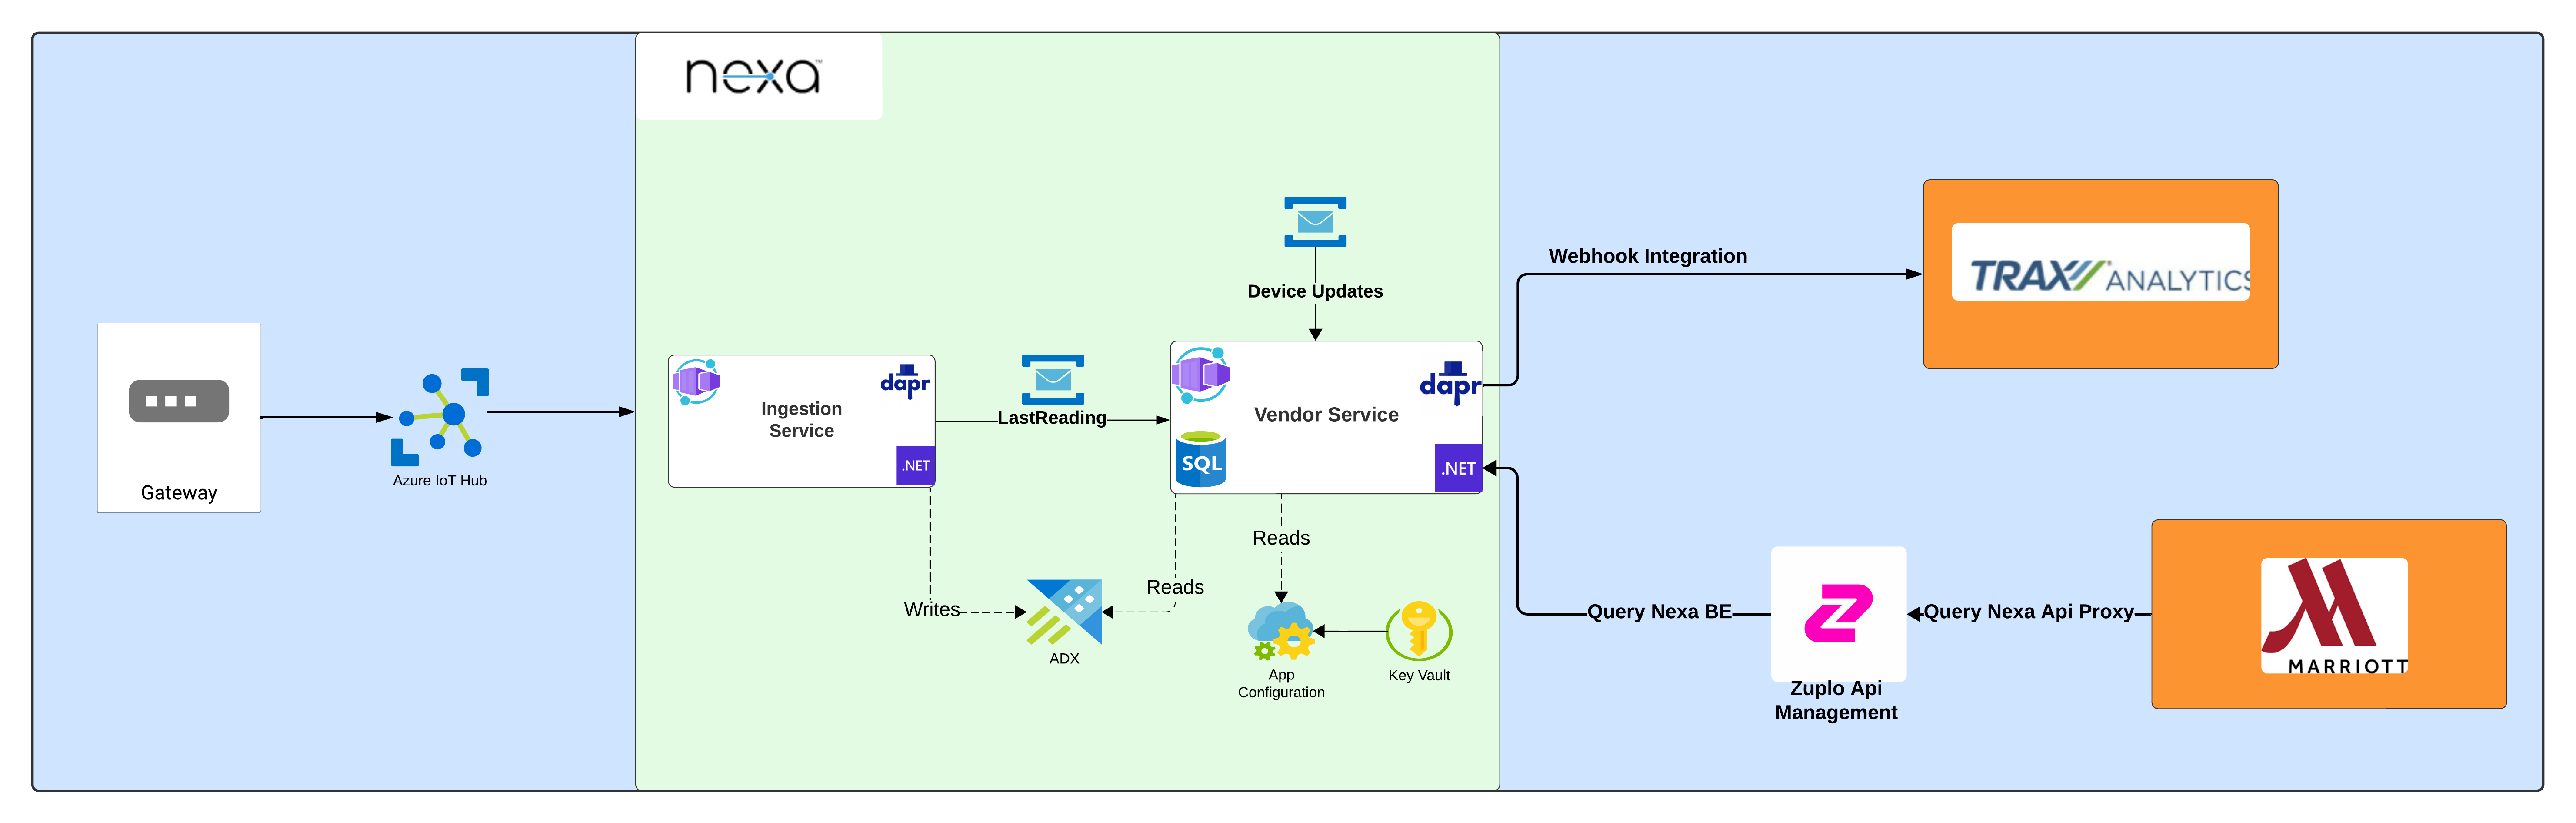 nexa™
Device Updates
Webhook Integration
TRAX ANALYTICS
dapr
Ingestion
Service
.NET
LastReading
dapr
Vendor Service
SQL
.NET
Gateway
Azure IoT Hub
Writes
Reads
Reads
ADX
App
Configuration
Key Vault
Query Nexa BE
Zuplo Api
Management
Query Nexa Api Proxy
MARRIOTT